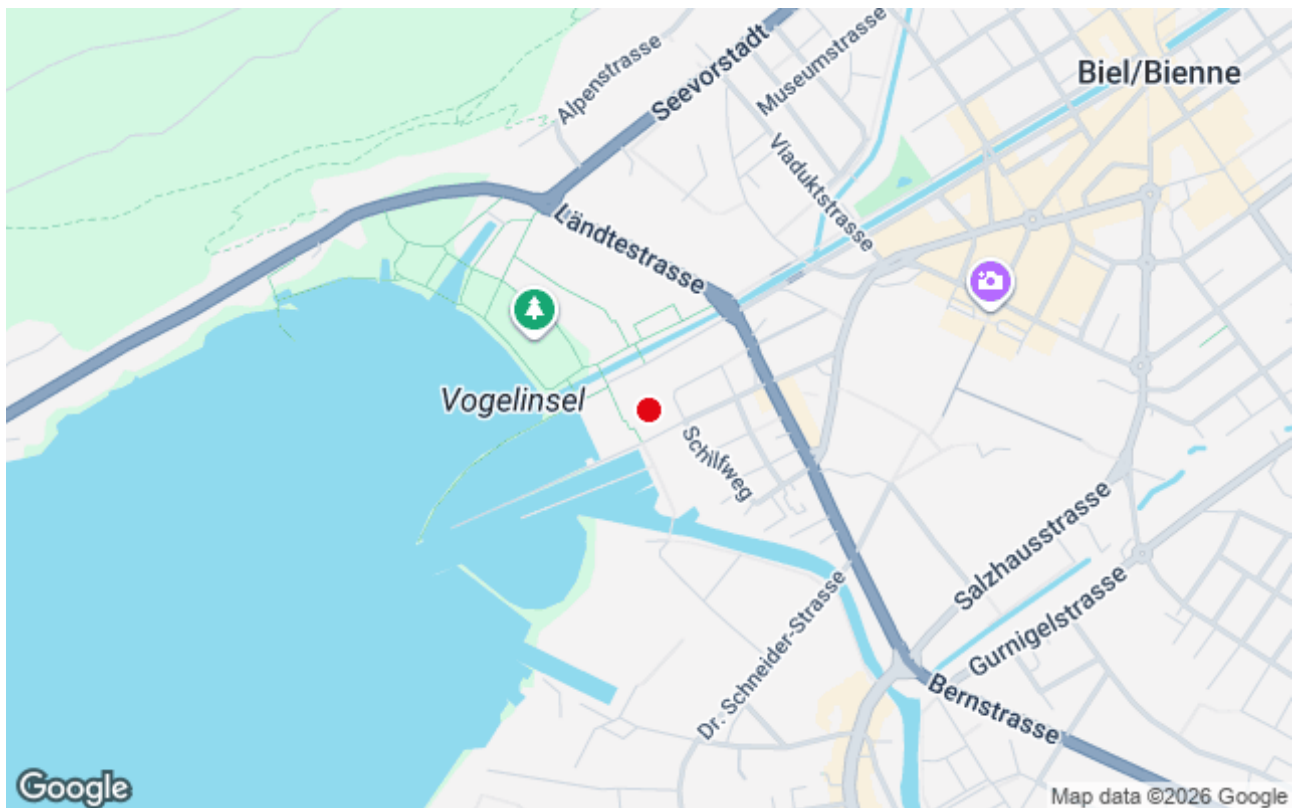 Biel/Bienne
Alpenstrasse
Seevorstadt
Museumstrasse
Viaduktstrasse
Ländtestrasse
Vogelinsel
Schilfweg
Salzhausstrasse
Gurnigelstrasse
Dr. Schneider-Strasse
Bernstrasse
Google
Map data ©2026 Google